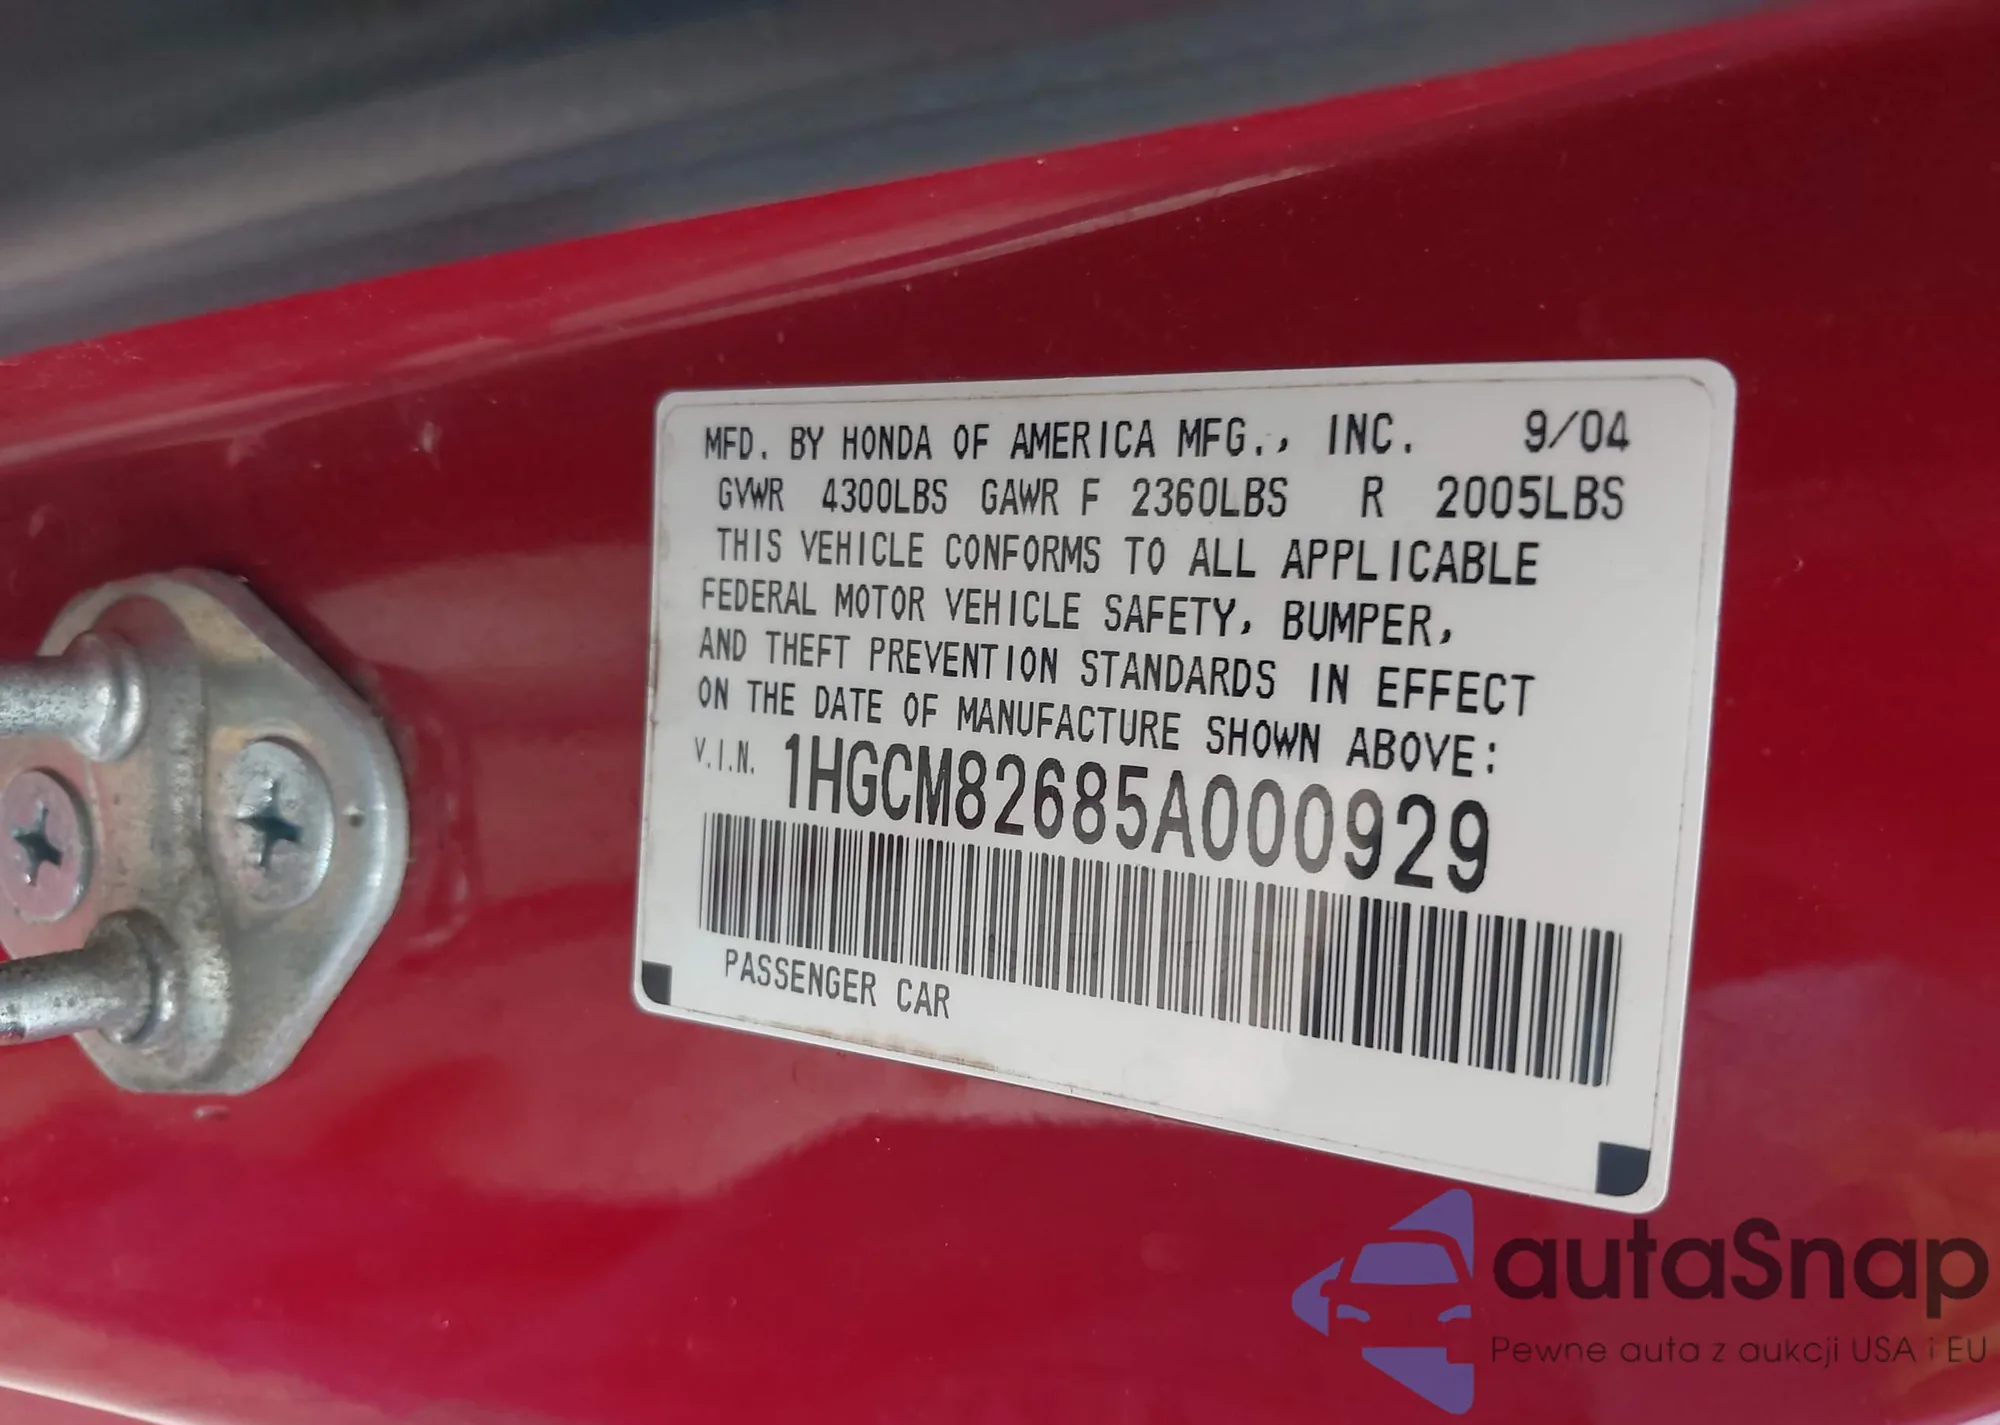 MFD. BY HONDA OF AMERICA MFG., INC. 9/04
GVWR 4300LBS GAWR F 2360LBS R 2005LBS
THIS VEHICLE CONFORMS TO ALL APPLICABLE
FEDERAL MOTOR VEHICLE SAFETY, BUMPER,
AND THEFT PREVENTION STANDARDS IN EFFECT
ON THE DATE OF MANUFACTURE SHOWN ABOVE:
V.I.N. 1HGCM82685A000929
PASSENGER CAR
autaSnap
Pewne auta z aukcji USA i EU